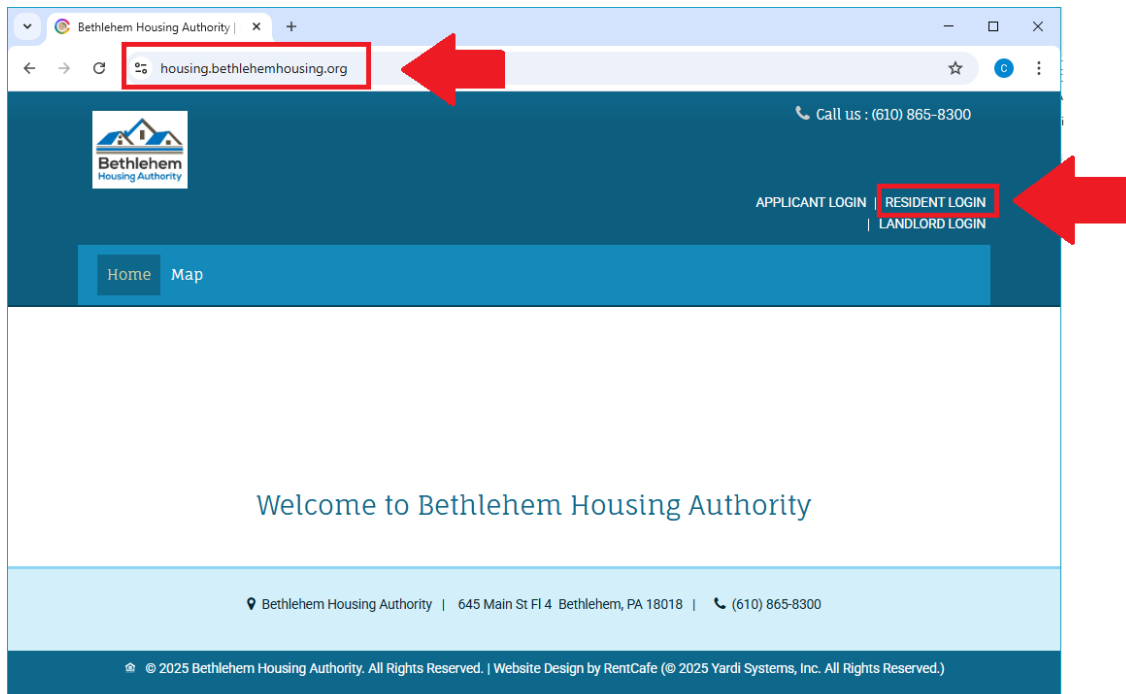 Bethlehem Housing Authority |
housing.bethlehemhousing.org
C
Call us : (610) 865-8300
Bethlehem
Housing Authority
APPLICANT LOGIN | RESIDENT LOGIN
| LANDLORD LOGIN
Home Map
Welcome to Bethlehem Housing Authority
Bethlehem Housing Authority | 645 Main St Fl 4 Bethlehem, PA 18018 | (610) 865-8300
© 2025 Bethlehem Housing Authority. All Rights Reserved. | Website Design by RentCafe (© 2025 Yardi Systems, Inc. All Rights Reserved.)